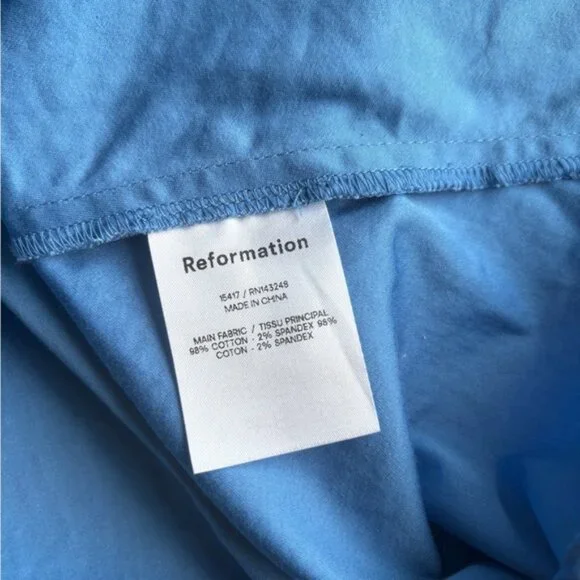 Reformation
15417 / RN143248
MADE IN CHINA
MAIN FABRIC / TISSU PRINCIPAL
98% COTTON - 2% SPANDEX 98%
COTON - 2% SPANDEX